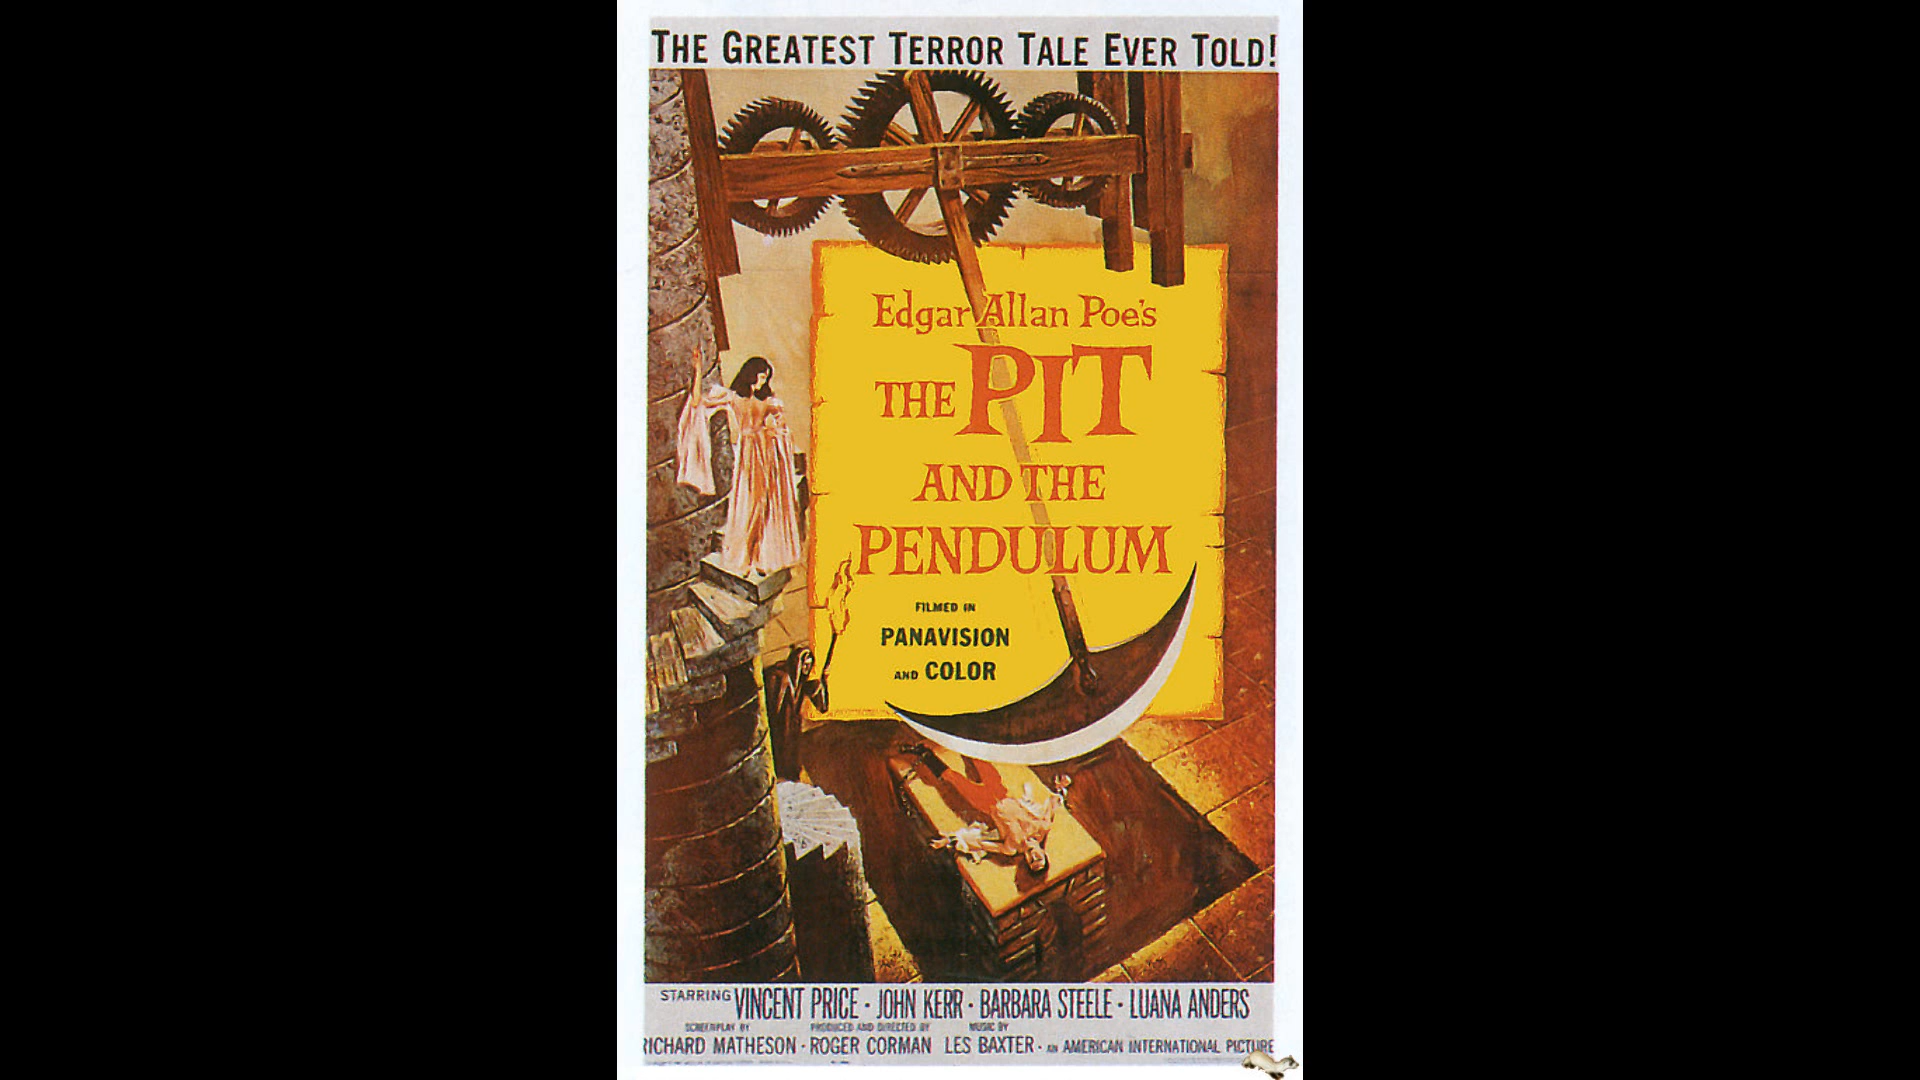 THE GREATEST TERROR TALE EVER TOLD!
Edgar Allan Poe's
THE PIT
AND THE
PENDULUM
FILMED IN
PANAVISION
AND COLOR
STARRING VINCENT PRICE · JOHN KERR · BARBARA STEELE · LUANA ANDERS
SCREENPLAY BY PRODUCED AND DIRECTED BY MUSIC BY
RICHARD MATHESON · ROGER CORMAN LES BAXTER · AN AMERICAN INTERNATIONAL PICTURE